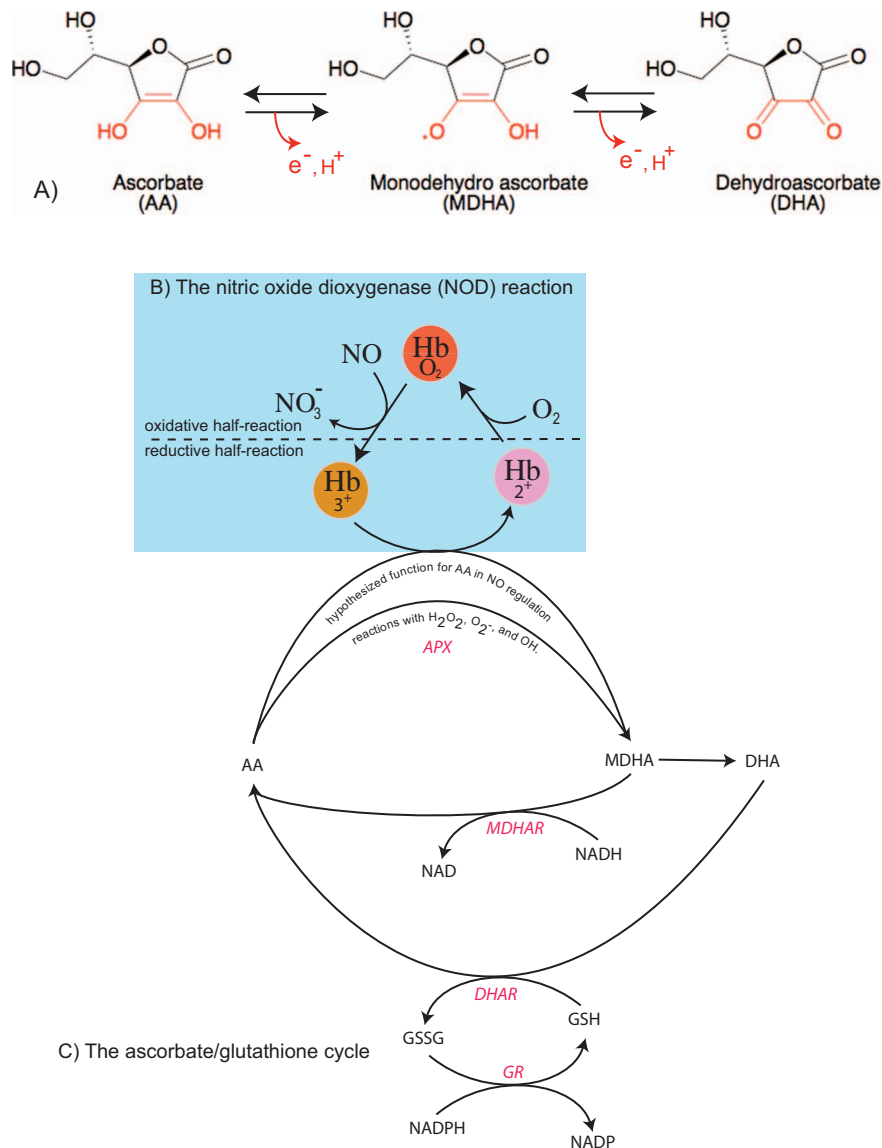 HO
HO
O
O
HO
OH
e⁻, H⁺
Ascorbate
(AA)
HO
HO
O
O
.O
OH
e⁻, H⁺
Monodehydro ascorbate
(MDHA)
HO
HO
O
O
O
O
Dehydroascorbate
(DHA)
A)
B) The nitric oxide dioxygenase (NOD) reaction
NO
Hb
O₂
NO₃⁻
O₂
oxidative half-reaction
reductive half-reaction
Hb
3⁺
Hb
2⁺
hypothesized function for AA in NO regulation
reactions with H₂O₂, O₂⁻, and OH.
APX
AA
MDHA
DHA
MDHAR
NAD
NADH
DHAR
GSSG
GSH
C) The ascorbate/glutathione cycle
GR
NADPH
NADP